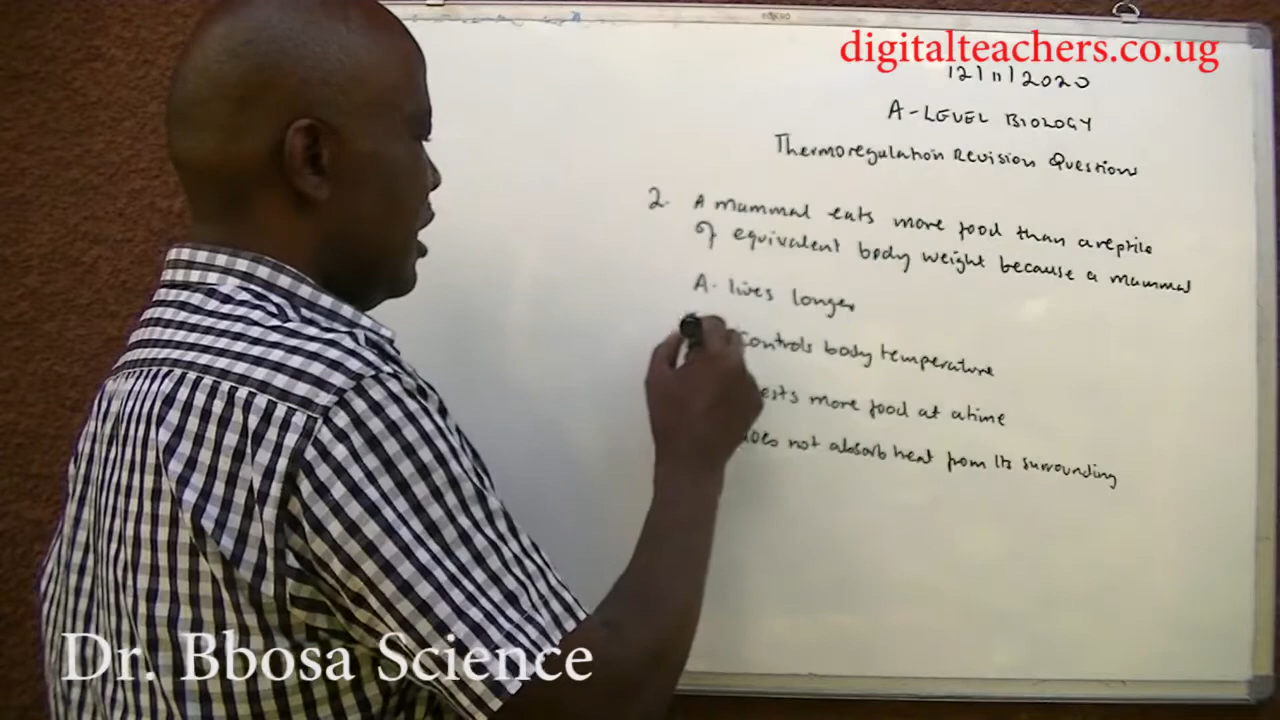 digitalteachers.co.ug
12/11/2020
A-LEVEL BIOLOGY
Thermoregulation Revision Questions
2. A mammal eats more food than a reptile
of equivalent body weight because a mammal
A. lives longer
controls body temperature
more food at a time
not absorb heat from its surrounding
Dr. Bbosa Science